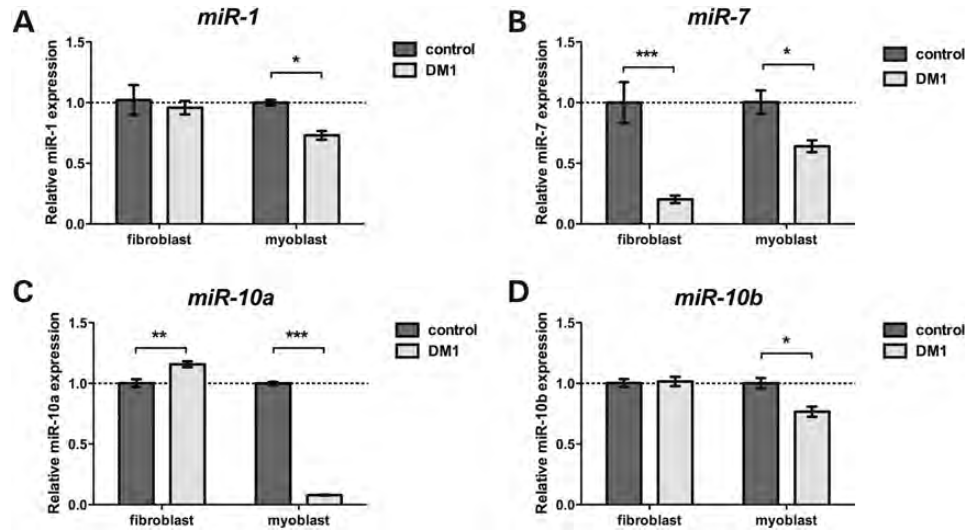 A
miR-1
Relative miR-1 expression
1.5
1.0
0.5
0.0
*
fibroblast
myoblast
control
DM1
B
miR-7
Relative miR-7 expression
1.5
1.0
0.5
0.0
***
*
fibroblast
myoblast
control
DM1
C
miR-10a
Relative miR-10a expression
1.5
1.0
0.5
0.0
**
***
fibroblast
myoblast
control
DM1
D
miR-10b
Relative miR-10b expression
1.5
1.0
0.5
0.0
*
fibroblast
myoblast
control
DM1